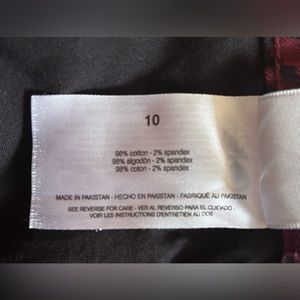 10
98% cotton - 2% spandex
98% algodón - 2% spandex
98% coton - 2% spandex
MADE IN PAKISTAN - HECHO EN PAKISTAN - FABRIQUÉ AU PAKISTAN
SEE REVERSE FOR CARE - VER AL REVERSO PARA EL CUIDADO -
VOIR LES INSTRUCTIONS D'ENTRETIEN AU DOS